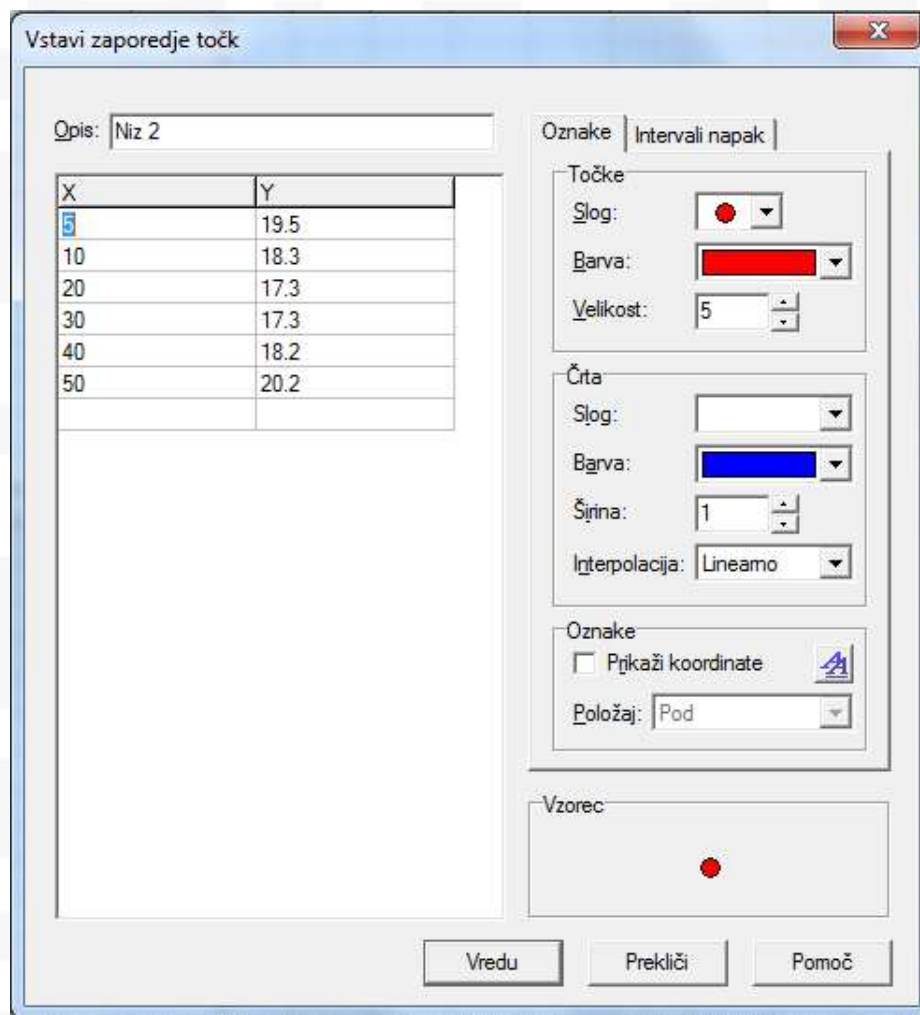 Vstavi zaporedje točk
Opis: Niz 2
X Y
5 19.5
10 18.3
20 17.3
30 17.3
40 18.2
50 20.2
Oznake Intervali napak
Točke
Slog:
Barva:
Velikost: 5
Črta
Slog:
Barva:
Širina: 1
Interpolacija: Linearno
Oznake
Prikaži koordinate
Položaj: Pod
Vzorec
Vredu Prekliči Pomoč